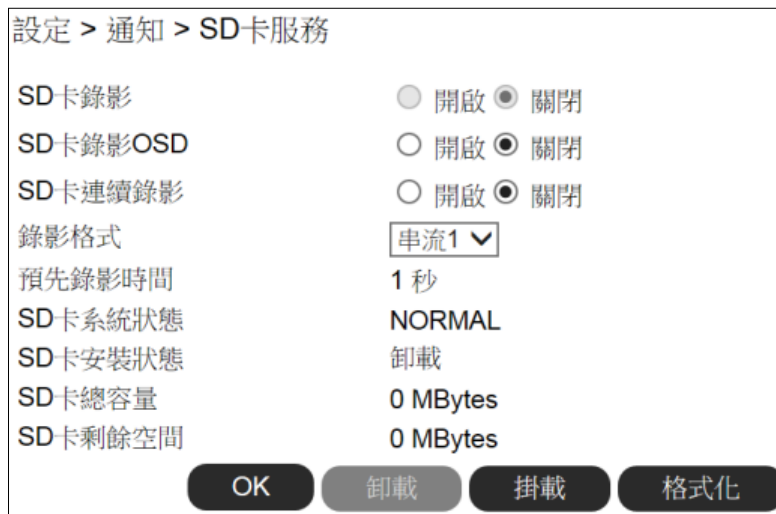 設定 > 通知 > SD卡服務
SD卡錄影 開啟 關閉
SD卡錄影OSD 開啟 關閉
SD卡連續錄影 開啟 關閉
錄影格式 串流1
預先錄影時間 1 秒
SD卡系統狀態 NORMAL
SD卡安裝狀態 卸載
SD卡總容量 0 MBytes
SD卡剩餘空間 0 MBytes
OK 卸載 掛載 格式化